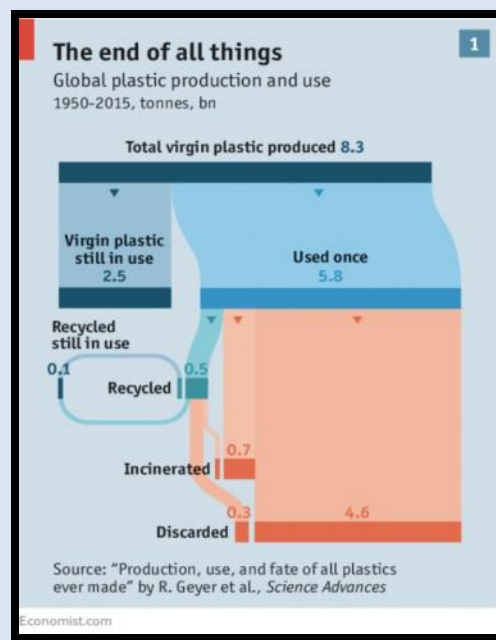 The end of all things
1
Global plastic production and use
1950-2015, tonnes, bn
Total virgin plastic produced 8.3
Virgin plastic
still in use
2.5
Used once
5.8
Recycled
still in use
0.1
Recycled
0.5
0.7
Incinerated
0.3
4.6
Discarded
Source: "Production, use, and fate of all plastics
ever made" by R. Geyer et al., Science Advances
Economist.com